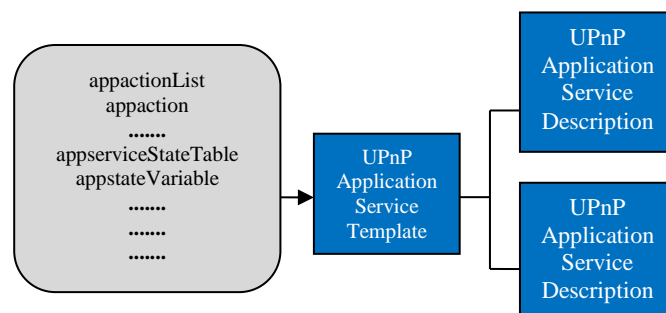 appactionList
appaction
.......
appserviceStateTable
appstateVariable
.......
.......
.......
UPnP
Application
Service
Template
UPnP
Application
Service
Description
UPnP
Application
Service
Description